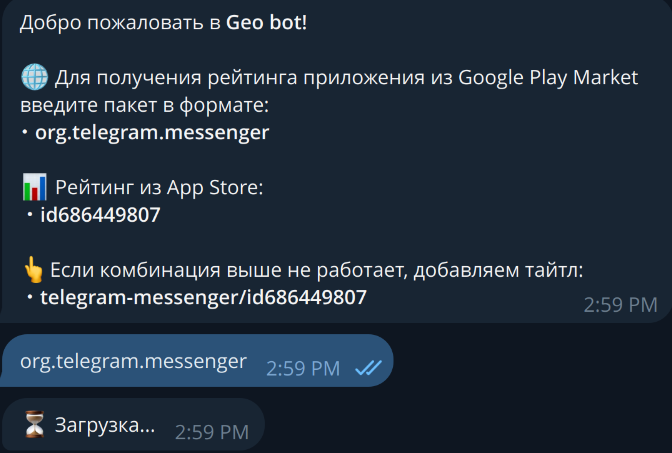 Добро пожаловать в Geo bot!
🌐 Для получения рейтинга приложения из Google Play Market
введите пакет в формате:
• org.telegram.messenger
📊 Рейтинг из App Store:
• id686449807
👆 Если комбинация выше не работает, добавляем тайтл:
• telegram-messenger/id686449807
2:59 PM
org.telegram.messenger 2:59 PM
⏳ Загрузка... 2:59 PM